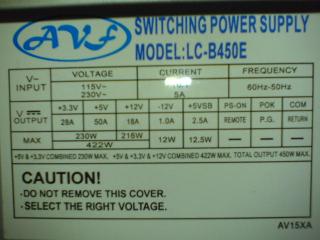 AVF
SWITCHING POWER SUPPLY
MODEL:LC-B450E
V~ INPUT VOLTAGE CURRENT FREQUENCY
115V~ 60Hz-50Hz
230V~ 5A
V OUTPUT +3.3V +5V +12V -12V +5VSB PS-ON POK COM
28A 50A 18A 1.0A 2.5A REMOTE P.G. RETURN
MAX 230W 216W 12W 12.5W
422W
+5V & +3.3V COMBINED 230W MAX. +5V & +3.3V & +12V COMBINED 422W MAX. TOTAL OUTPUT 450W MAX.
CAUTION!
-DO NOT REMOVE THIS COVER.
-SELECT THE RIGHT VOLTAGE.
AV15XA